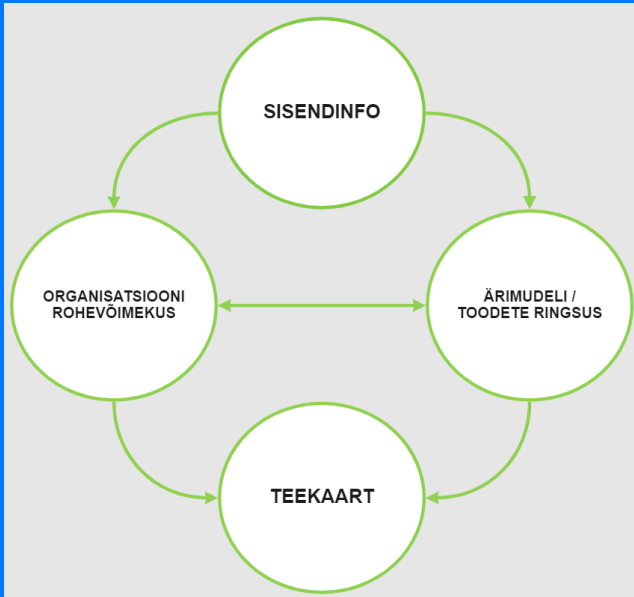 SISENDINFO
ORGANISATSIOONI
ROHEVÕIMEKUS
ÄRIMUDELI /
TOODETE RINGSUS
TEEKAART